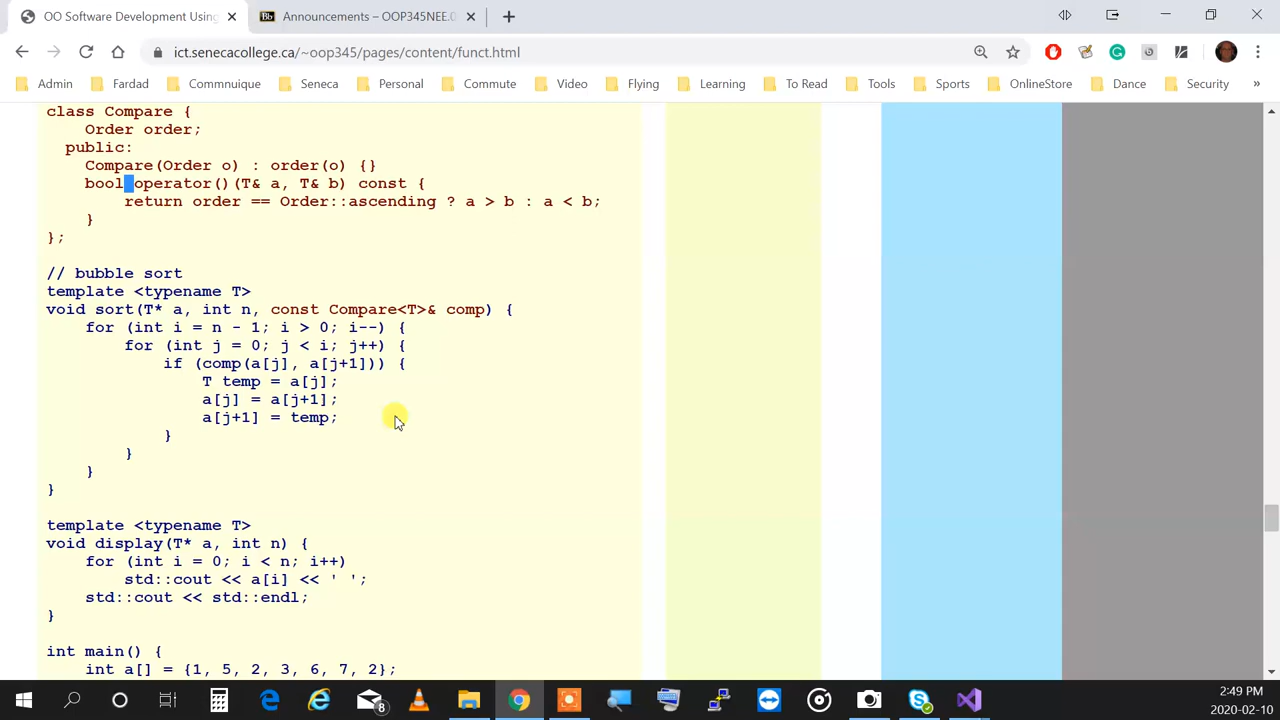 OO Software Development Using
Announcements – OOP345NEE.0
ict.senecacollege.ca/~oop345/pages/content/funct.html
Admin Fardad Commnuique Seneca Personal Commute Video Flying Learning To Read Tools Sports OnlineStore Dance Security »
class Compare {
    Order order;
  public:
    Compare(Order o) : order(o) {}
    bool operator()(T& a, T& b) const {
        return order == Order::ascending ? a > b : a < b;
    }
};
// bubble sort
template <typename T>
void sort(T* a, int n, const Compare<T>& comp) {
    for (int i = n - 1; i > 0; i--) {
        for (int j = 0; j < i; j++) {
            if (comp(a[j], a[j+1])) {
                T temp = a[j];
                a[j] = a[j+1];
                a[j+1] = temp;
            }
        }
    }
}
template <typename T>
void display(T* a, int n) {
    for (int i = 0; i < n; i++)
        std::cout << a[i] << ' ';
    std::cout << std::endl;
}
int main() {
    int a[] = {1, 5, 2, 3, 6, 7, 2};
8
2:49 PM
2020-02-10